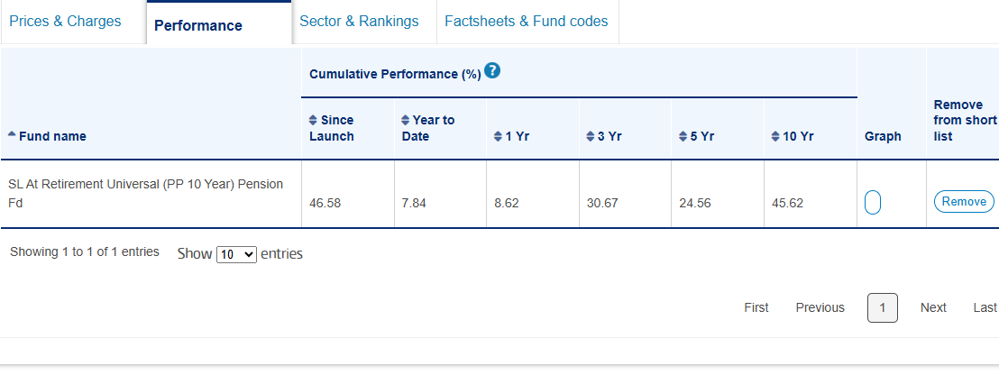 Prices & Charges Performance Sector & Rankings Factsheets & Fund codes
Cumulative Performance (%) ?
Fund name Since Launch Year to Date 1 Yr 3 Yr 5 Yr 10 Yr Graph Remove from short list
SL At Retirement Universal (PP 10 Year) Pension
Fd 46.58 7.84 8.62 30.67 24.56 45.62 Remove
Showing 1 to 1 of 1 entries Show 10 entries
First Previous 1 Next Last